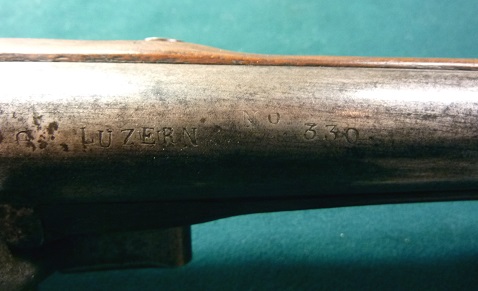 C. LUZERN NO 330.